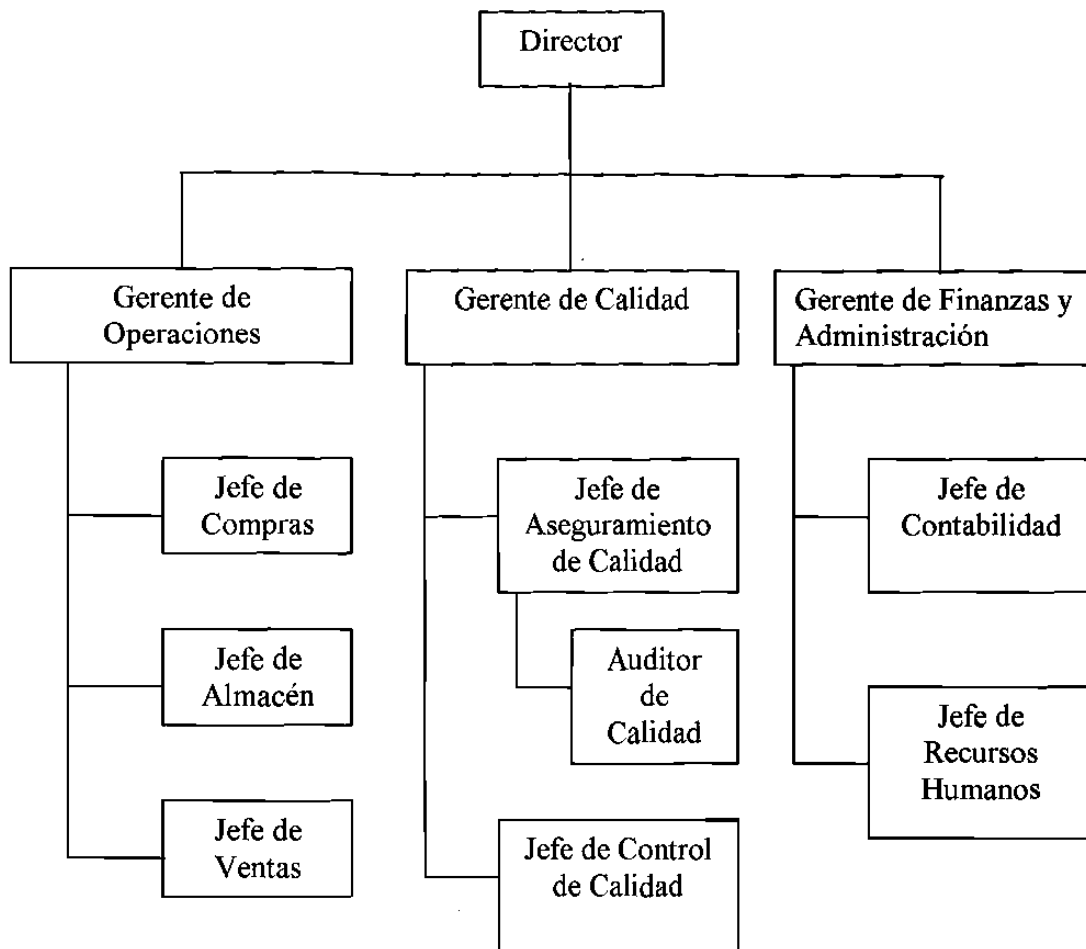 Director
Gerente de
Operaciones
Gerente de Calidad
Gerente de Finanzas y
Administración
Jefe de
Compras
Jefe de
Almacén
Jefe de
Ventas
Jefe de
Aseguramiento
de Calidad
Auditor
de
Calidad
Jefe de Control
de Calidad
Jefe de
Contabilidad
Jefe de
Recursos
Humanos